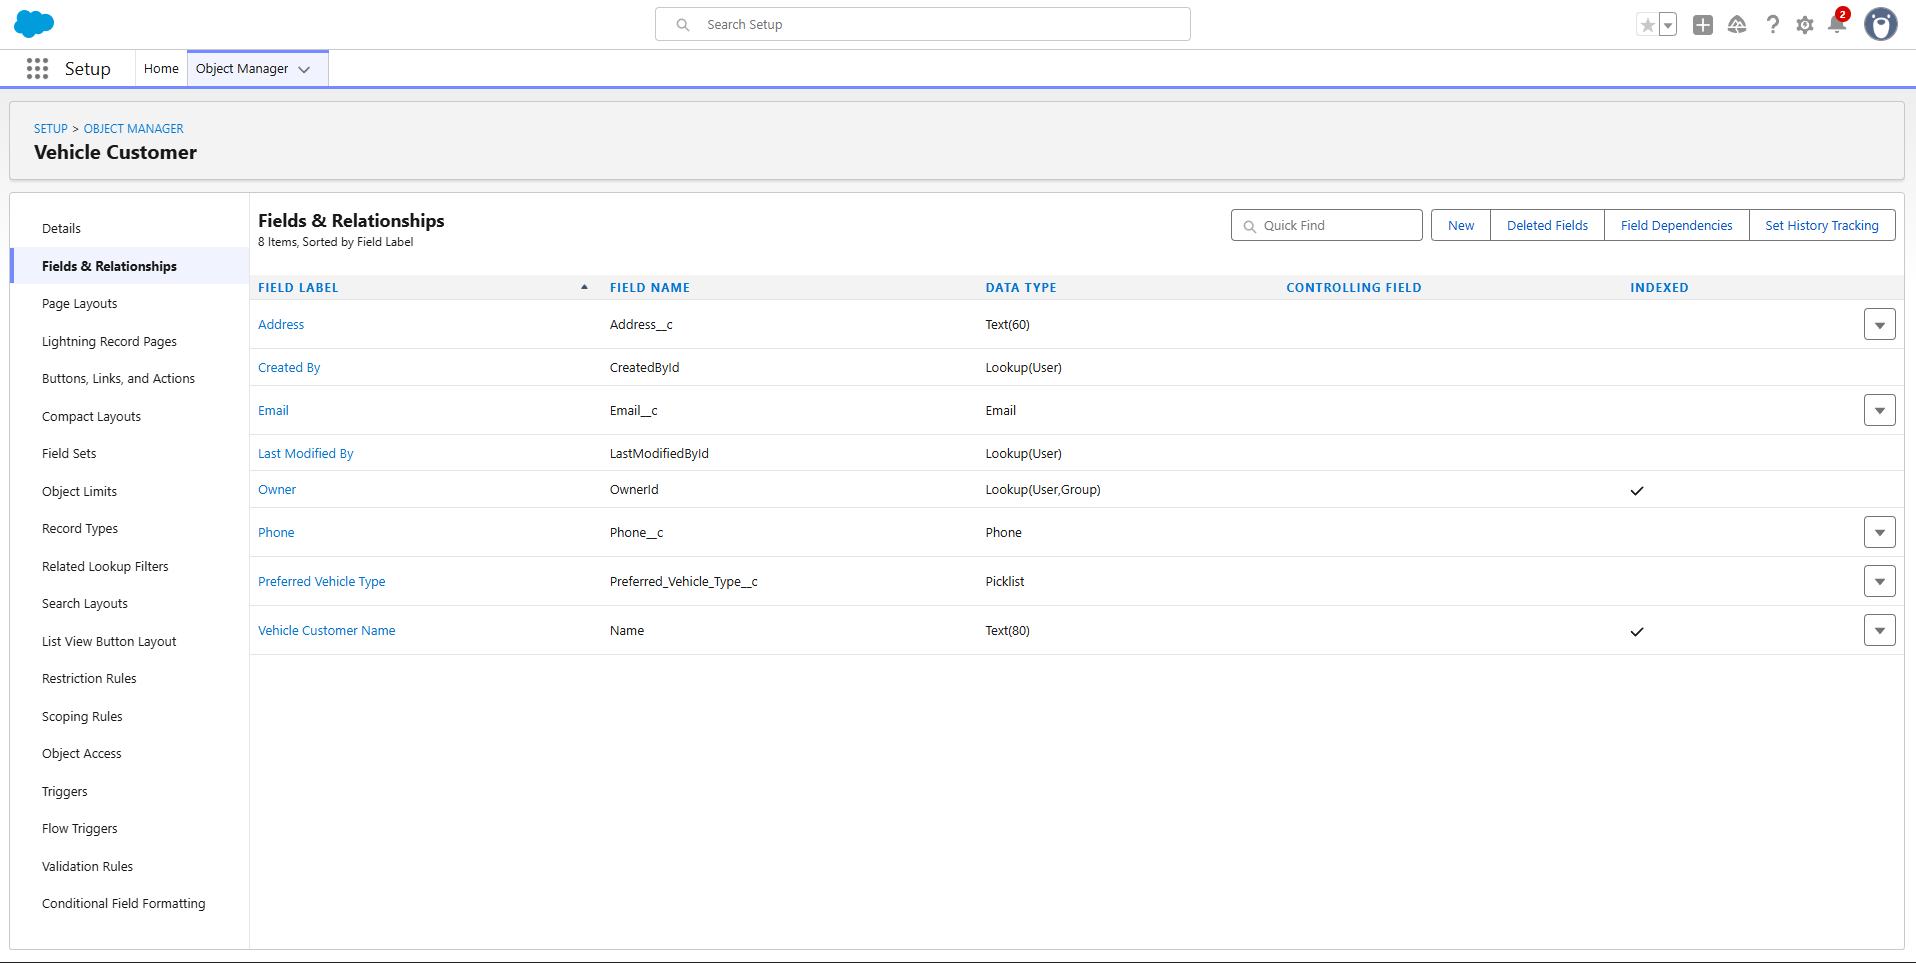 Search Setup
2
Setup
Home
Object Manager
SETUP > OBJECT MANAGER
Vehicle Customer
Details
Fields & Relationships
Page Layouts
Lightning Record Pages
Buttons, Links, and Actions
Compact Layouts
Field Sets
Object Limits
Record Types
Related Lookup Filters
Search Layouts
List View Button Layout
Restriction Rules
Scoping Rules
Object Access
Triggers
Flow Triggers
Validation Rules
Conditional Field Formatting
Fields & Relationships
8 Items, Sorted by Field Label
Quick Find
New
Deleted Fields
Field Dependencies
Set History Tracking
FIELD LABEL FIELD NAME DATA TYPE CONTROLLING FIELD INDEXED
Address Address__c Text(60)
Created By CreatedById Lookup(User)
Email Email__c Email
Last Modified By LastModifiedById Lookup(User)
Owner OwnerId Lookup(User,Group)
Phone Phone__c Phone
Preferred Vehicle Type Preferred_Vehicle_Type__c Picklist
Vehicle Customer Name Name Text(80)